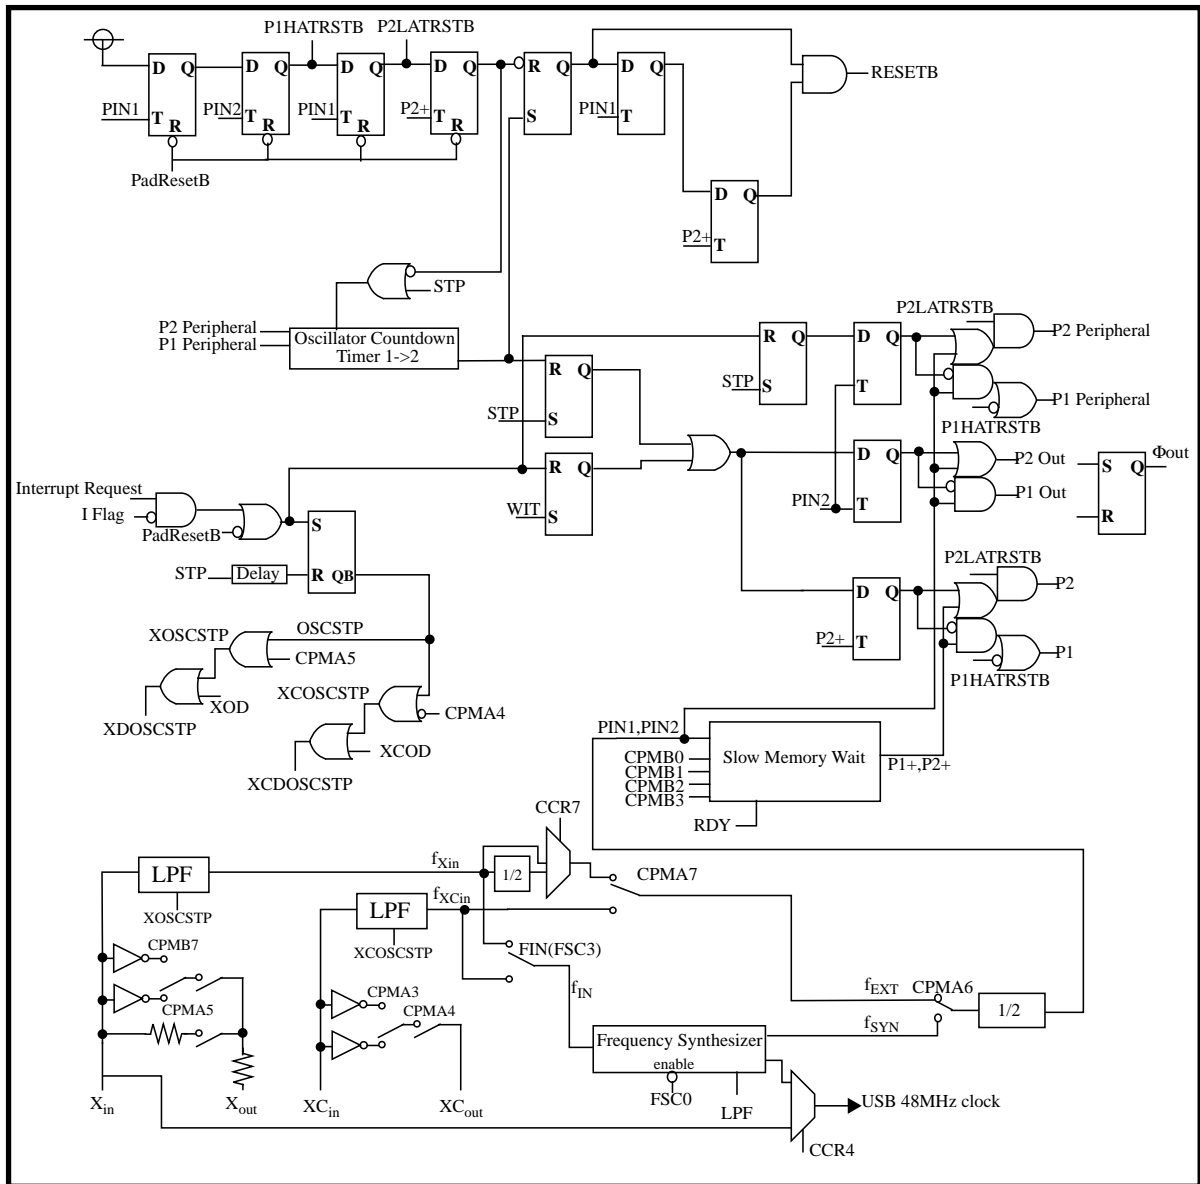 P1HATRSTB
P2LATRSTB
D Q D Q D Q D Q R Q D Q
RESETB
PIN1 T R PIN2 T R PIN1 T R P2+ T R S PIN1 T
PadResetB
D Q
P2+ T
STP
P2 Peripheral
P1 Peripheral
Oscillator Countdown
Timer 1->2
P2LATRSTB
R Q D Q
P2 Peripheral
STP S T
R Q
P1 Peripheral
STP S
P1HATRSTB
R Q
D Q
P2 Out
S Q Φout
Interrupt Request
I Flag
PadResetB
WIT S
PIN2 T
P1 Out
R
S
STP Delay R QB
P2LATRSTB
D Q
P2
P2+ T
P1
P1HATRSTB
XOSCSTP
OSCSTP
CPMA5
XOD
XDOSCSTP
XCOSCSTP
CPMA4
XCOD
XCDOSCSTP
PIN1,PIN2
CPMB0
CPMB1
CPMB2
CPMB3
Slow Memory Wait
P1+,P2+
RDY
CCR7
LPF
fXin
1/2
CPMA7
XOSCSTP
LPF
fXCin
XCOSCSTP
CPMB7
FIN(FSC3)
fIN
CPMA5
CPMA3
CPMA4
fEXT
CPMA6
1/2
fSYN
Frequency Synthesizer
enable
FSC0
LPF
Xin
Xout
XCin
XCout
USB 48MHz clock
CCR4